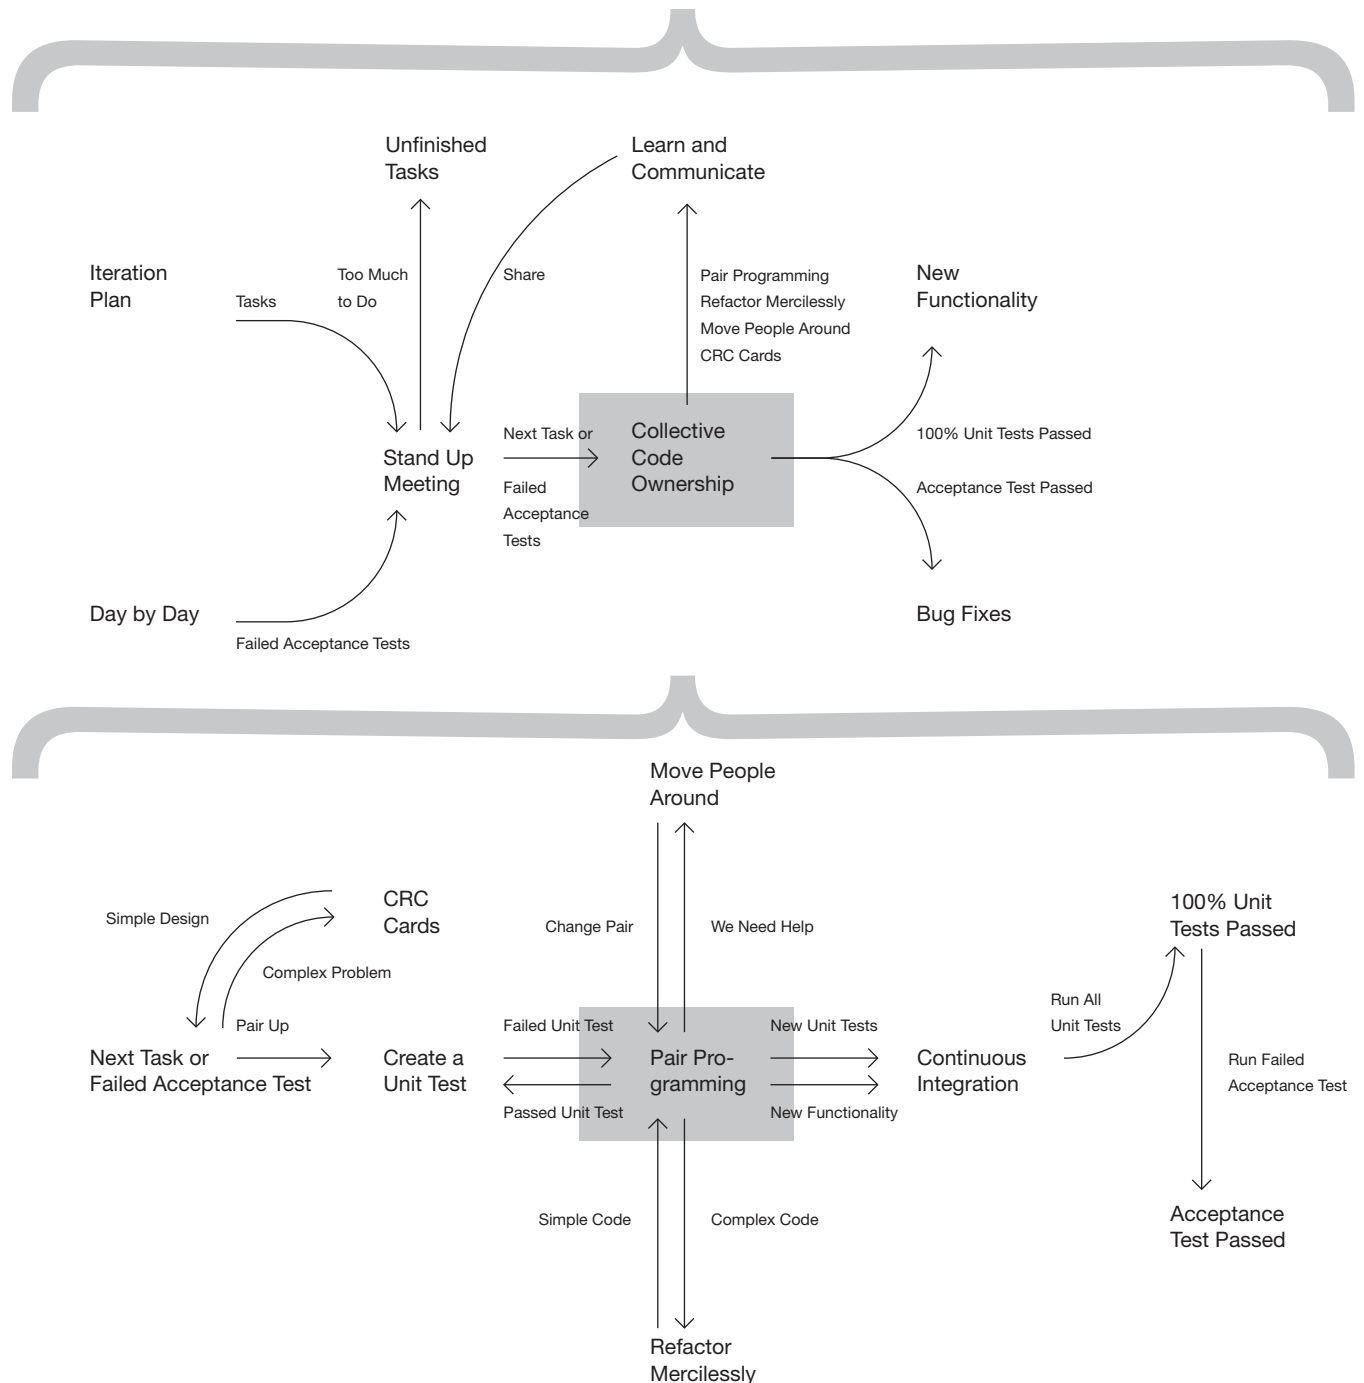 Unfinished
Tasks
Learn and
Communicate
Iteration
Plan
Tasks
Too Much
to Do
Share
Pair Programming
Refactor Mercilessly
Move People Around
CRC Cards
New
Functionality
Stand Up
Meeting
Next Task or
Failed
Acceptance
Tests
Collective
Code
Ownership
100% Unit Tests Passed
Acceptance Test Passed
Day by Day
Failed Acceptance Tests
Bug Fixes
Move People
Around
Simple Design
CRC
Cards
Complex Problem
Change Pair
We Need Help
100% Unit
Tests Passed
Pair Up
Next Task or
Failed Acceptance Test
Create a
Unit Test
Failed Unit Test
Passed Unit Test
Pair Pro-
gramming
New Unit Tests
New Functionality
Continuous
Integration
Run All
Unit Tests
Run Failed
Acceptance Test
Simple Code
Complex Code
Acceptance
Test Passed
Refactor
Mercilessly